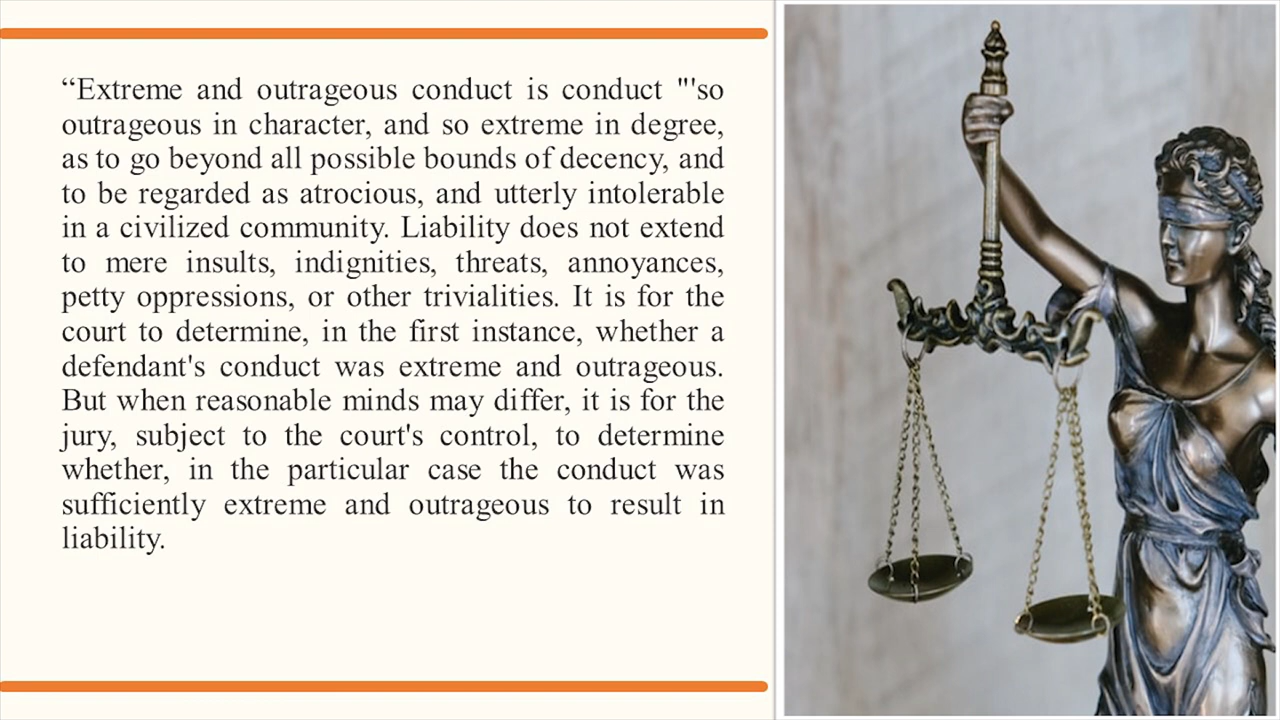 “Extreme and outrageous conduct is conduct "'so
outrageous in character, and so extreme in degree,
as to go beyond all possible bounds of decency, and
to be regarded as atrocious, and utterly intolerable
in a civilized community. Liability does not extend
to mere insults, indignities, threats, annoyances,
petty oppressions, or other trivialities. It is for the
court to determine, in the first instance, whether a
defendant's conduct was extreme and outrageous.
But when reasonable minds may differ, it is for the
jury, subject to the court's control, to determine
whether, in the particular case the conduct was
sufficiently extreme and outrageous to result in
liability.